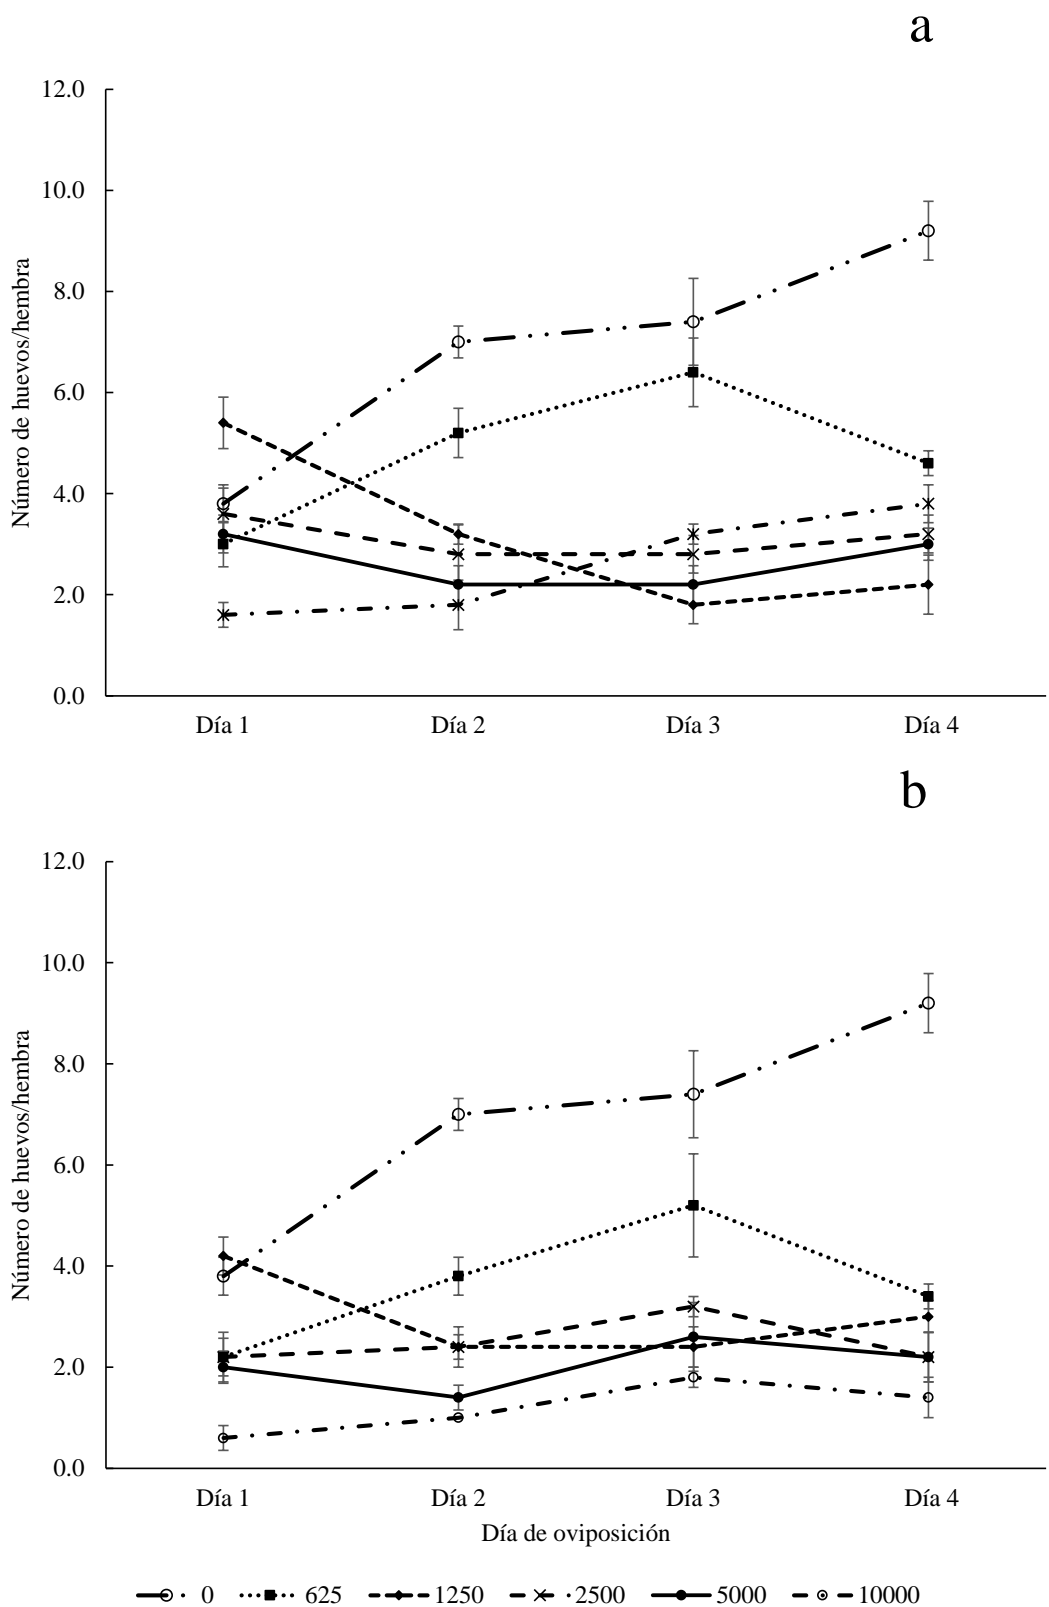 a
12.0
10.0
8.0
6.0
4.0
2.0
0.0
Número de huevos/hembra
Día 1 Día 2 Día 3 Día 4
b
12.0
10.0
8.0
6.0
4.0
2.0
0.0
Número de huevos/hembra
Día 1 Día 2 Día 3 Día 4
Día de oviposición
0 625 1250 2500 5000 10000